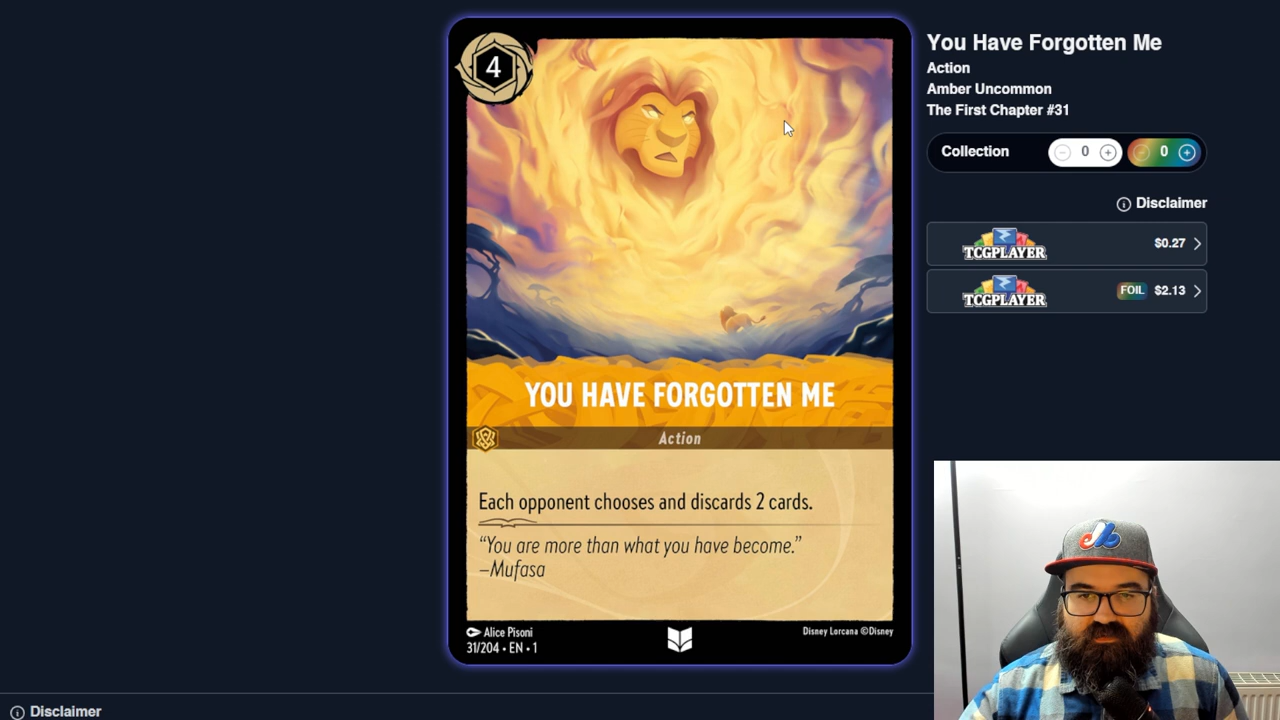 4
YOU HAVE FORGOTTEN ME
Action
Each opponent chooses and discards 2 cards.
“You are more than what you have become.”
–Mufasa
Alice Pisoni
31/204 • EN • 1
Disney Lorcana ©Disney
You Have Forgotten Me
Action
Amber Uncommon
The First Chapter #31
Collection
0
0
Disclaimer
TCGPLAYER
$0.27
TCGPLAYER
FOIL
$2.13
Disclaimer